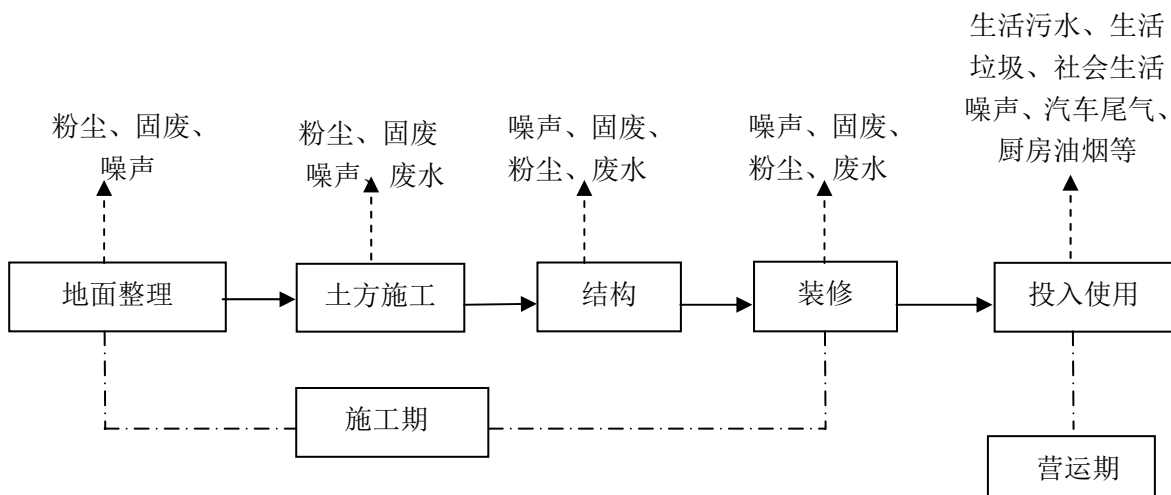 生活污水、生活
垃圾、社会生活
噪声、汽车尾气、
厨房油烟等
粉尘、固废、
噪声
粉尘、固废
噪声、废水
噪声、固废、
粉尘、废水
噪声、固废、
粉尘、废水
地面整理
土方施工
结构
装修
投入使用
施工期
营运期